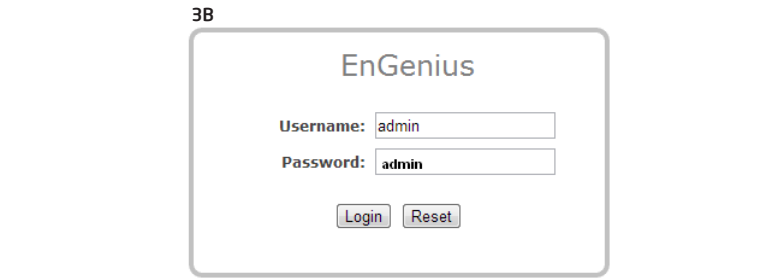 3B
EnGenius
Username: admin
Password: admin
Login Reset